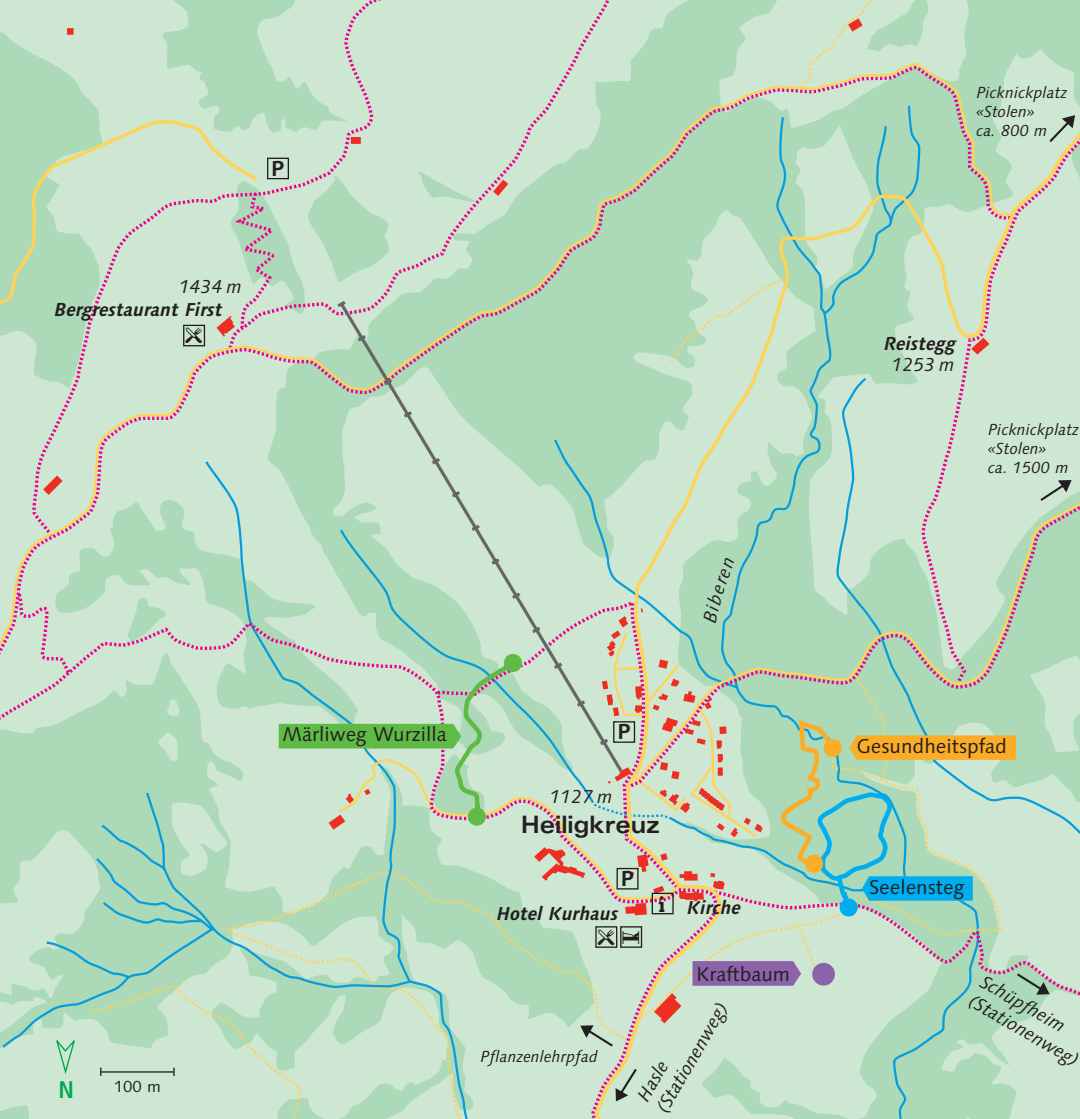 Picknickplatz
«Stolen»
ca. 800 m
P
1434 m
Bergrestaurant First
Reistegg
1253 m
Picknickplatz
«Stolen»
ca. 1500 m
Biberen
Märliweg Wurzilla
P
Gesundheitspfad
1127 m
Heiligkreuz
P
Seelensteg
Hotel Kurhaus
i
Kirche
Kraftbaum
Schüpfheim
(Stationenweg)
Pflanzenlehrpfad
Hasle
(Stationenweg)
N
100 m